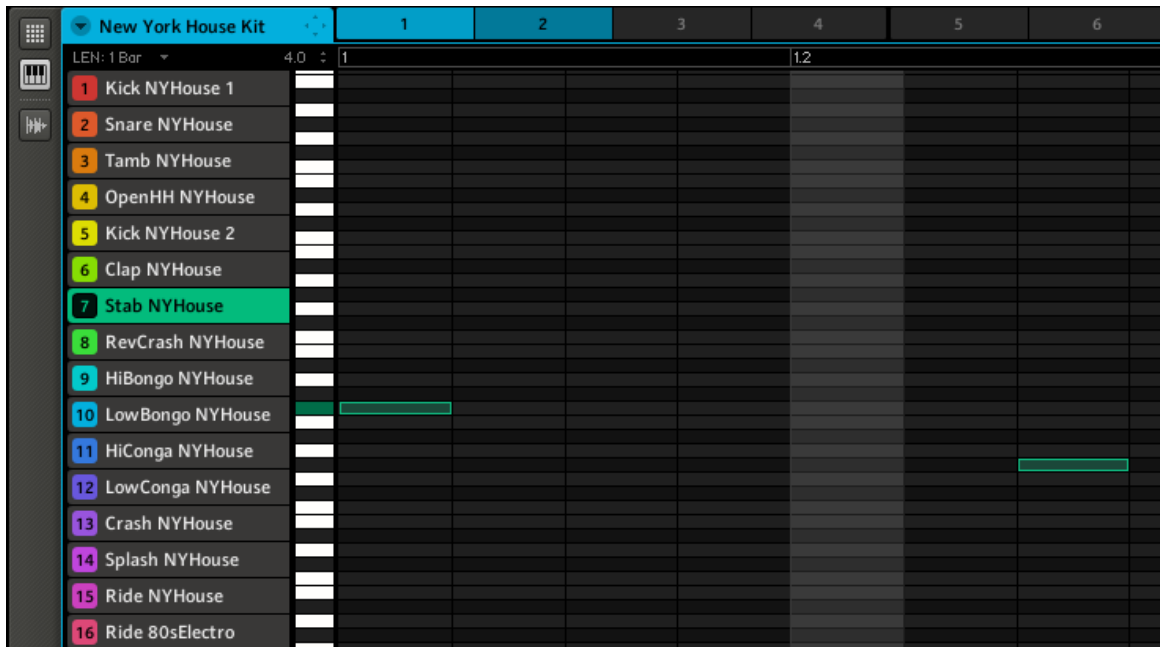 New York House Kit 1 2 3 4 5 6
LEN: 1 Bar 4.0 1 1.2
1 Kick NYHouse 1
2 Snare NYHouse
3 Tamb NYHouse
4 OpenHH NYHouse
5 Kick NYHouse 2
6 Clap NYHouse
7 Stab NYHouse
8 RevCrash NYHouse
9 HiBongo NYHouse
10 LowBongo NYHouse
11 HiConga NYHouse
12 LowConga NYHouse
13 Crash NYHouse
14 Splash NYHouse
15 Ride NYHouse
16 Ride 80sElectro